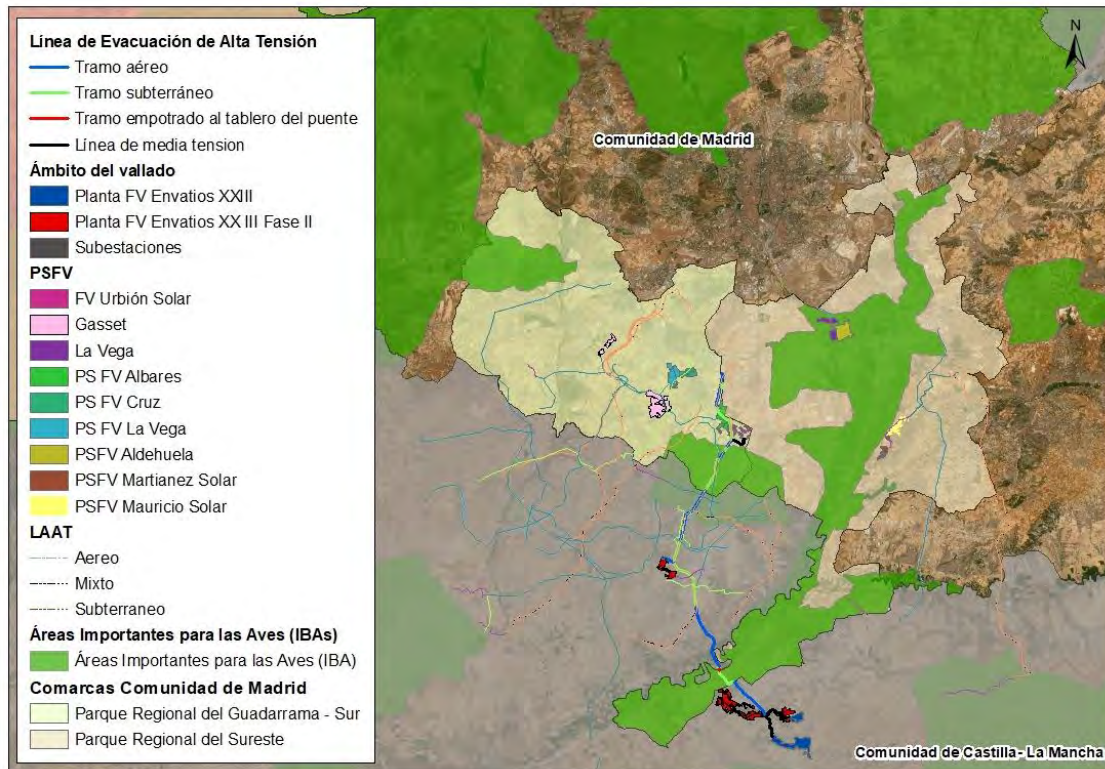 Línea de Evacuación de Alta Tensión
Tramo aéreo
Tramo subterráneo
Tramo empotrado al tablero del puente
Línea de media tension
Ámbito del vallado
Planta FV Envatios XXIII
Planta FV Envatios XX III Fase II
Subestaciones
PSFV
FV Urbión Solar
Gasset
La Vega
PS FV Albares
PS FV Cruz
PS FV La Vega
PSFV Aldehuela
PSFV Martianez Solar
PSFV Mauricio Solar
LAAT
Aereo
Mixto
Subterraneo
Áreas Importantes para las Aves (IBAs)
Áreas Importantes para las Aves (IBA)
Comarcas Comunidad de Madrid
Parque Regional del Guadarrama - Sur
Parque Regional del Sureste
N
Comunidad de Madrid
Comunidad de Castilla- La Mancha